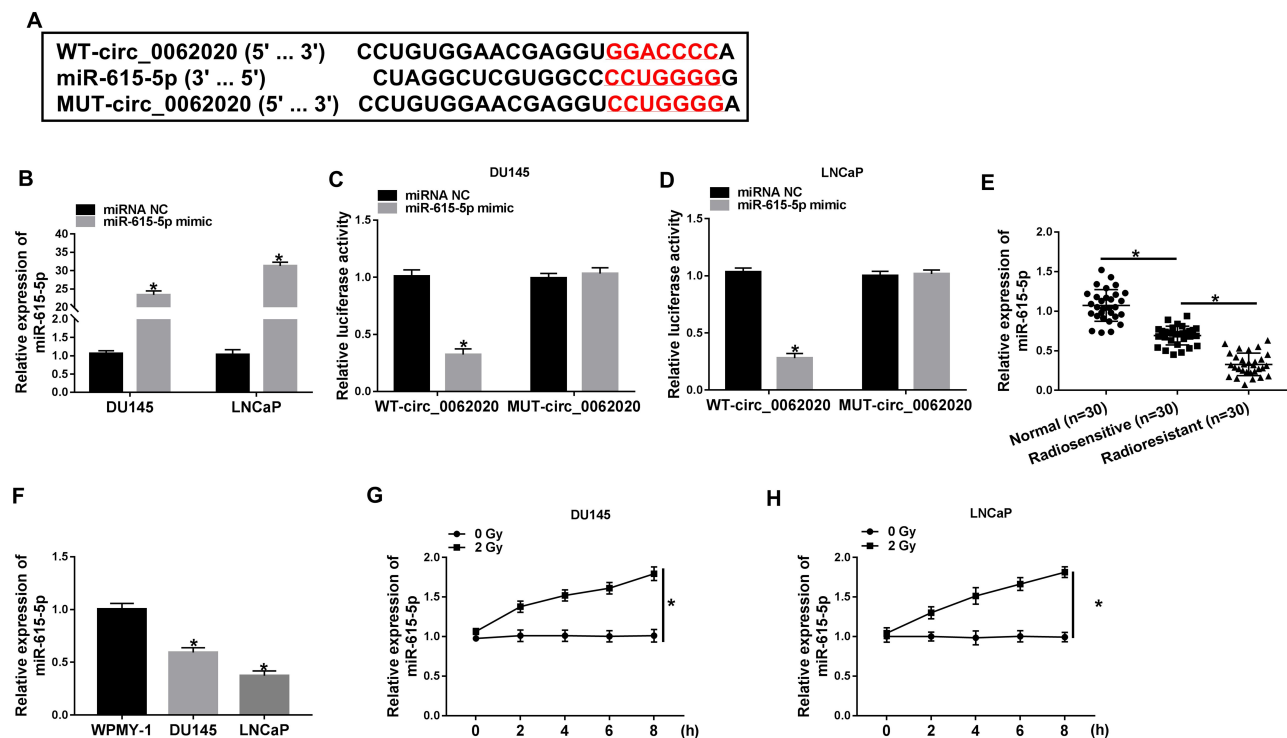 A
WT-circ_0062020 (5' ... 3') CCUGUGGAACGAGGUGGACCCCA
miR-615-5p (3' ... 5') CUAGGCUCGUGGCCCCUGGGGG
MUT-circ_0062020 (5' ... 3') CCUGUGGAACGAGGUCCUGGGGA
B
miRNA NC
miR-615-5p mimic
Relative expression of
miR-615-5p
40
35
30
25
20
2.0
1.5
1.0
0.5
0.0
*
*
DU145 LNCaP
C
DU145
miRNA NC
miR-615-5p mimic
Relative luciferase activity
1.5
1.0
0.5
0.0
*
WT-circ_0062020 MUT-circ_0062020
D
LNCaP
miRNA NC
miR-615-5p mimic
Relative luciferase activity
1.5
1.0
0.5
0.0
*
WT-circ_0062020 MUT-circ_0062020
E
Relative expression of
miR-615-5p
2.0
1.5
1.0
0.5
0.0
*
*
Normal (n=30)
Radiosensitive (n=30)
Radioresistant (n=30)
F
Relative expression of
miR-615-5p
1.5
1.0
0.5
0.0
*
*
WPMY-1 DU145 LNCaP
G
DU145
0 Gy
2 Gy
Relative expression of
miR-615-5p
2.0
1.5
1.0
0.5
0.0
*
0 2 4 6 8 (h)
H
LNCaP
0 Gy
2 Gy
Relative expression of
miR-615-5p
2.0
1.5
1.0
0.5
0.0
*
0 2 4 6 8 (h)